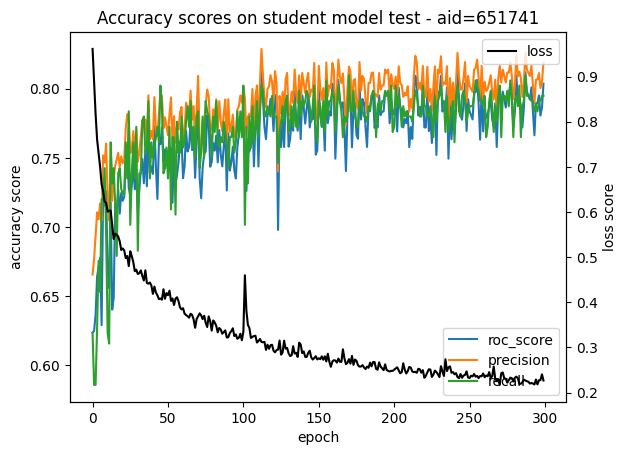 Accuracy scores on student model test - aid=651741
loss
0.80
0.75
0.70
0.65
0.60
accuracy score
0.9
0.8
0.7
0.6
0.5
0.4
0.3
0.2
loss score
roc_score
precision
recall
0
50
100
150
200
250
300
epoch